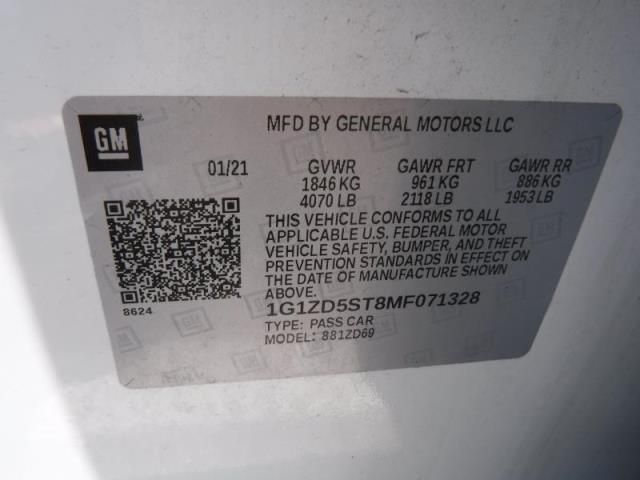 GM
MFD BY GENERAL MOTORS LLC
01/21 GVWR GAWR FRT GAWR RR
1846 KG 961 KG 886 KG
4070 LB 2118 LB 1953 LB
THIS VEHICLE CONFORMS TO ALL
APPLICABLE U.S. FEDERAL MOTOR
VEHICLE SAFETY, BUMPER, AND THEFT
PREVENTION STANDARDS IN EFFECT ON
THE DATE OF MANUFACTURE SHOWN
ABOVE.
8624
1G1ZD5ST8MF071328
TYPE: PASS CAR
MODEL: 881ZD69